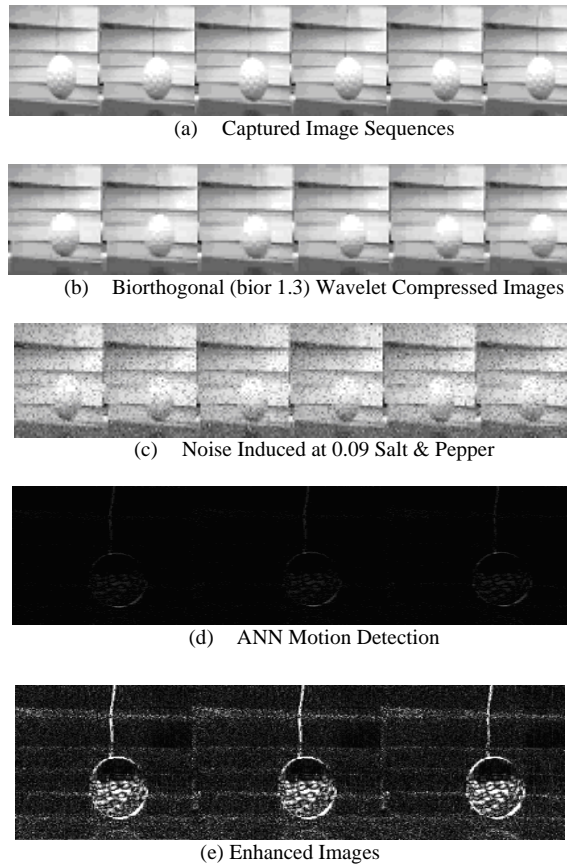 (a) Captured Image Sequences
(b) Biorthogonal (bior 1.3) Wavelet Compressed Images
(c) Noise Induced at 0.09 Salt & Pepper
(d) ANN Motion Detection
(e) Enhanced Images